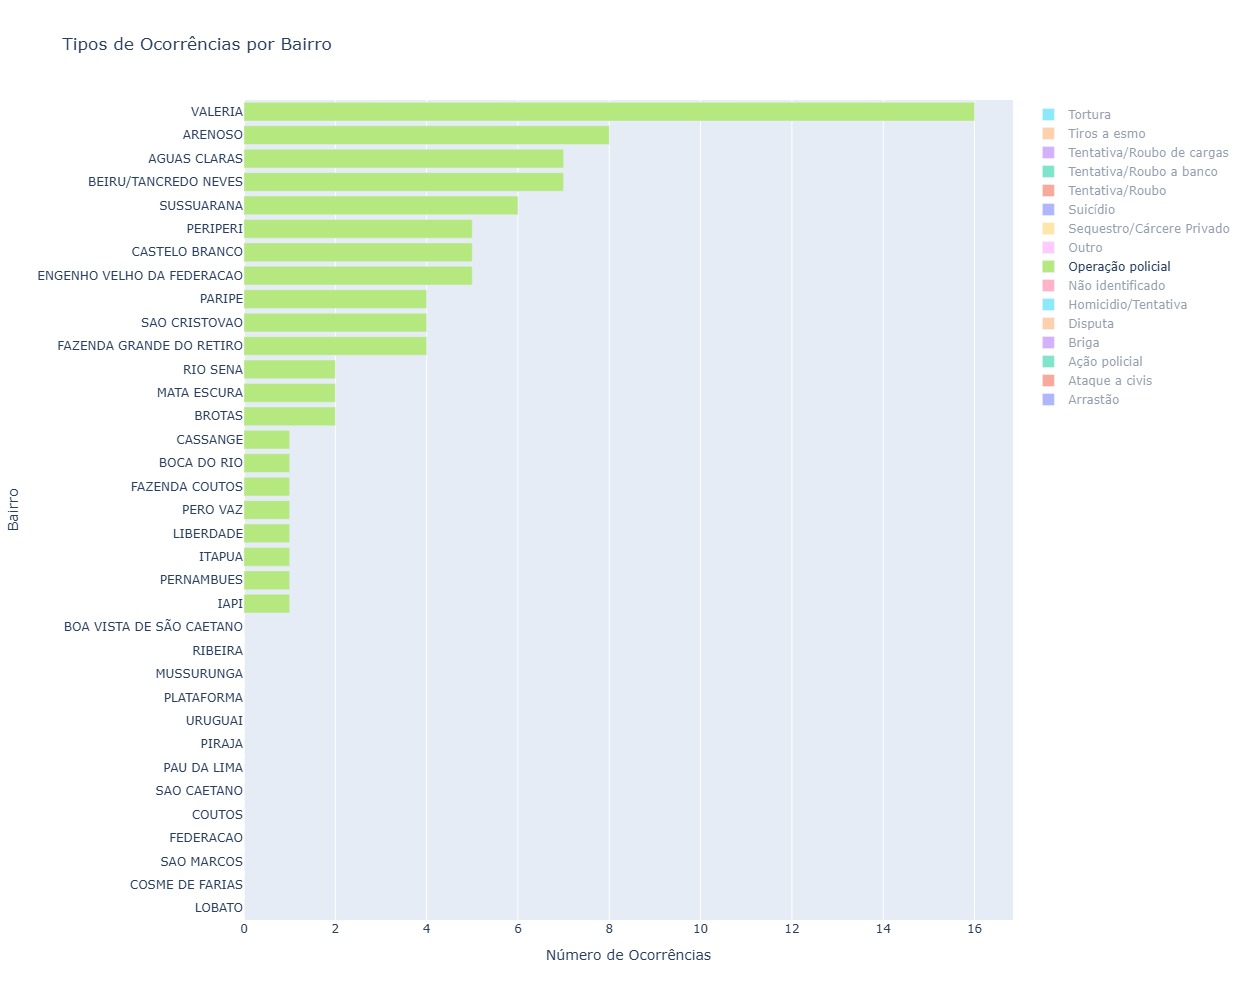 Tipos de Ocorrências por Bairro
VALERIA
ARENOSO
AGUAS CLARAS
BEIRU/TANCREDO NEVES
SUSSUARANA
PERIPERI
CASTELO BRANCO
ENGENHO VELHO DA FEDERACAO
PARIPE
SAO CRISTOVAO
FAZENDA GRANDE DO RETIRO
RIO SENA
MATA ESCURA
BROTAS
CASSANGE
BOCA DO RIO
FAZENDA COUTOS
PERO VAZ
LIBERDADE
ITAPUA
PERNAMBUES
IAPI
BOA VISTA DE SÃO CAETANO
RIBEIRA
MUSSURUNGA
PLATAFORMA
URUGUAI
PIRAJA
PAU DA LIMA
SAO CAETANO
COUTOS
FEDERACAO
SAO MARCOS
COSME DE FARIAS
LOBATO
Bairro
0 2 4 6 8 10 12 14 16
Número de Ocorrências
Tortura
Tiros a esmo
Tentativa/Roubo de cargas
Tentativa/Roubo a banco
Tentativa/Roubo
Suicídio
Sequestro/Cárcere Privado
Outro
Operação policial
Não identificado
Homicidio/Tentativa
Disputa
Briga
Ação policial
Ataque a civis
Arrastão